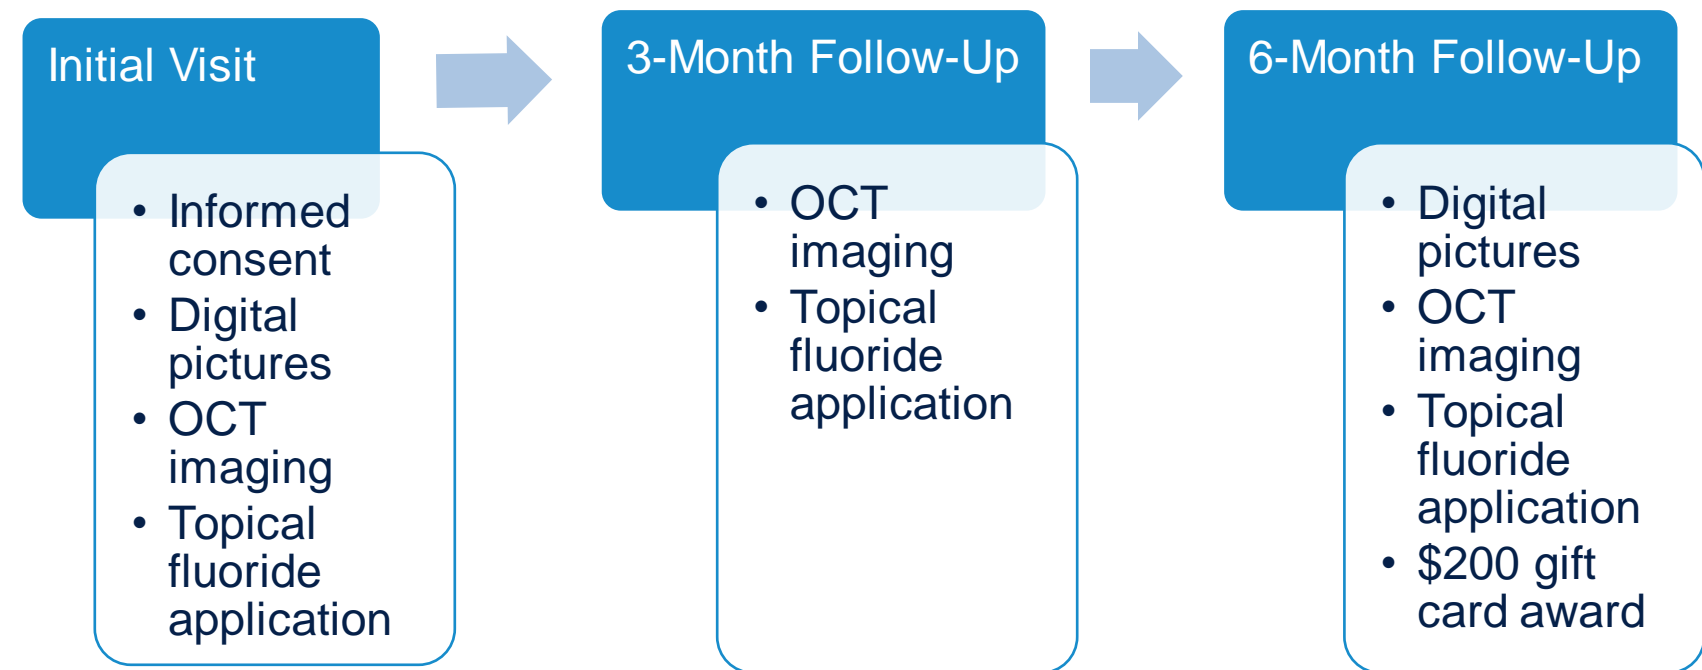 Initial Visit
• Informed
consent
• Digital
pictures
• OCT
imaging
• Topical
fluoride
application
3-Month Follow-Up
• OCT
imaging
• Topical
fluoride
application
6-Month Follow-Up
• Digital
pictures
• OCT
imaging
• Topical
fluoride
application
• $200 gift
card award